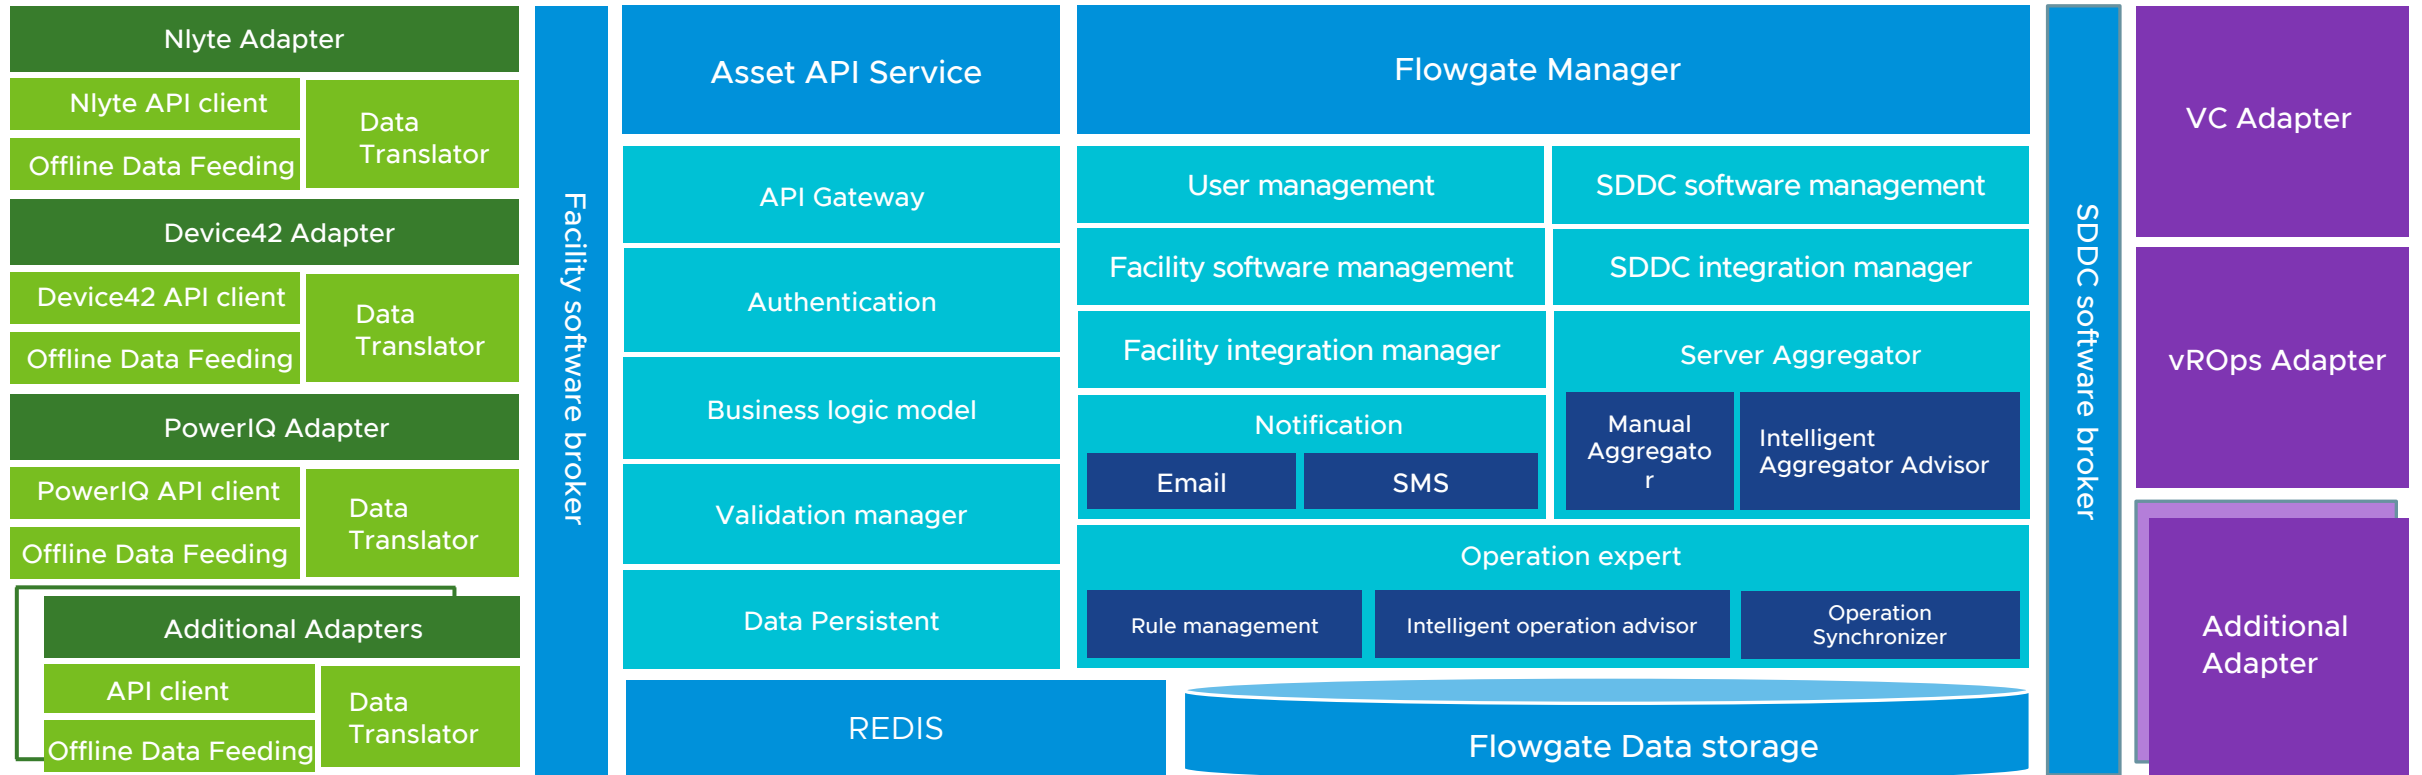 Nlyte Adapter
Nlyte API client
Offline Data Feeding
Data
Translator
Device42 Adapter
Device42 API client
Offline Data Feeding
Data
Translator
PowerIQ Adapter
PowerIQ API client
Offline Data Feeding
Data
Translator
Additional Adapters
API client
Offline Data Feeding
Data
Translator
Facility software broker
Asset API Service
API Gateway
Authentication
Business logic model
Validation manager
Data Persistent
Flowgate Manager
User management
SDDC software management
Facility software management
SDDC integration manager
Facility integration manager
Server Aggregator
Manual
Aggregato
r
Intelligent
Aggregator Advisor
Notification
Email
SMS
Operation expert
Rule management
Intelligent operation advisor
Operation
Synchronizer
REDIS
Flowgate Data storage
SDDC software broker
VC Adapter
vROps Adapter
Additional
Adapter